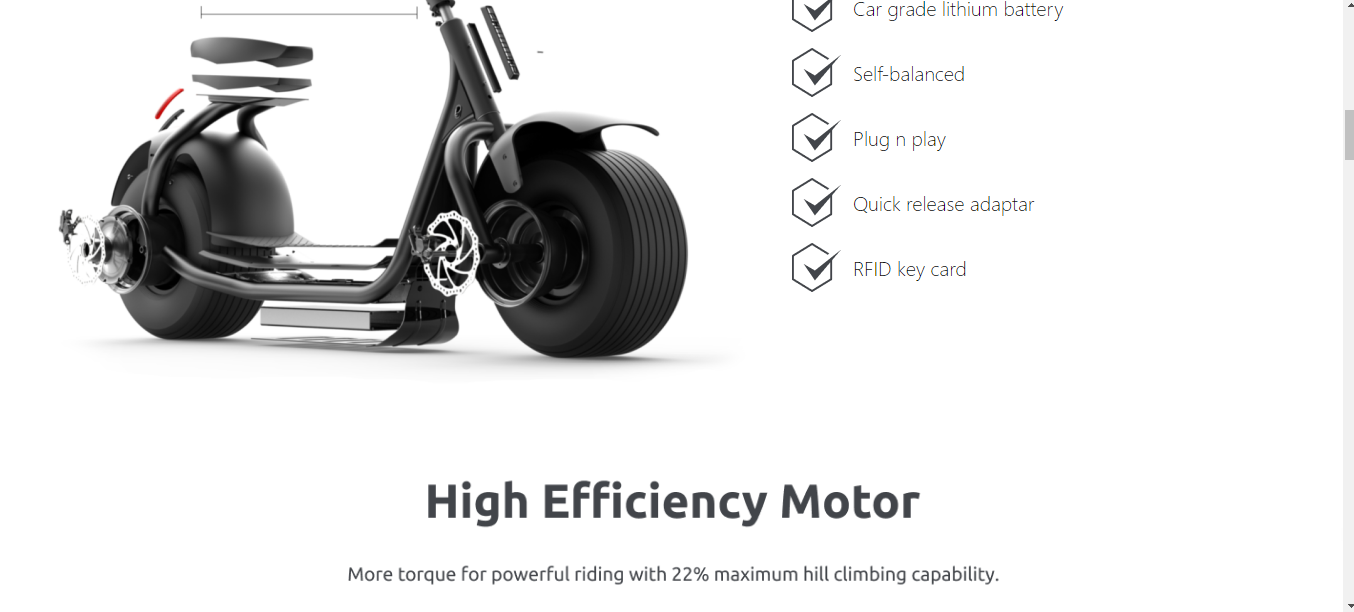 Car grade lithium battery
Self-balanced
Plug n play
Quick release adaptar
RFID key card
High Efficiency Motor
More torque for powerful riding with 22% maximum hill climbing capability.